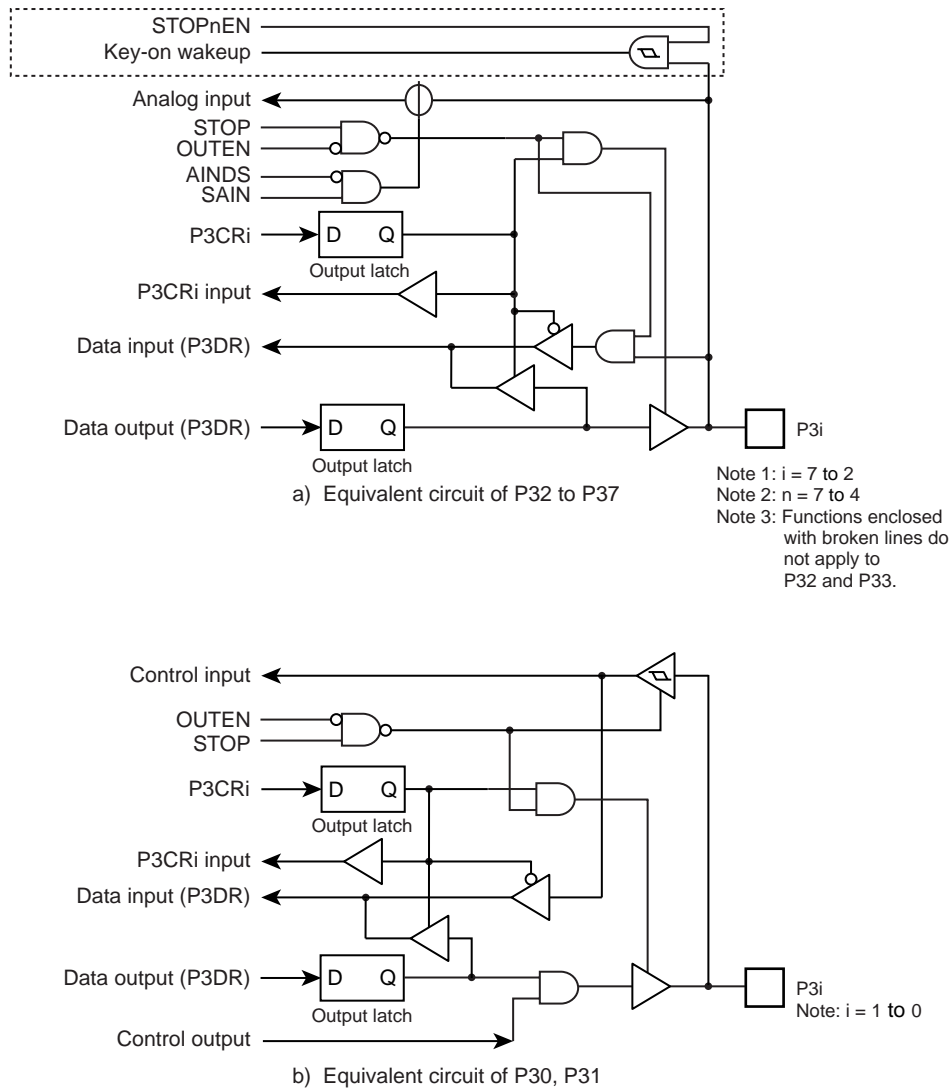 STOPnEN
Key-on wakeup
Analog input
STOP
OUTEN
AINDS
SAIN
P3CRi
D Q
Output latch
P3CRi input
Data input (P3DR)
Data output (P3DR)
D Q
Output latch
P3i
a) Equivalent circuit of P32 to P37
Note 1: i = 7 to 2
Note 2: n = 7 to 4
Note 3: Functions enclosed
with broken lines do
not apply to
P32 and P33.
Control input
OUTEN
STOP
P3CRi
D Q
Output latch
P3CRi input
Data input (P3DR)
Data output (P3DR)
D Q
Output latch
Control output
P3i
Note: i = 1 to 0
b) Equivalent circuit of P30, P31